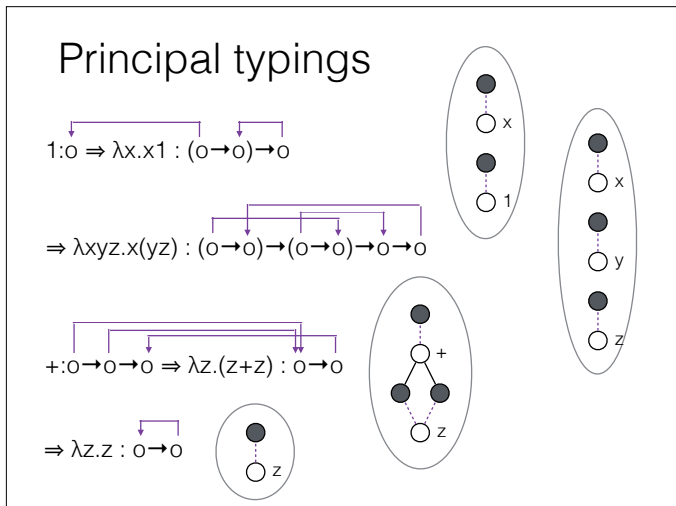 Principal typings
1:o ⇒ λx.x1 : (o→o)→o
⇒ λxyz.x(yz) : (o→o)→(o→o)→o→o
+:o→o→o ⇒ λz.(z+z) : o→o
⇒ λz.z : o→o
x
1
x
y
z
+
z
z